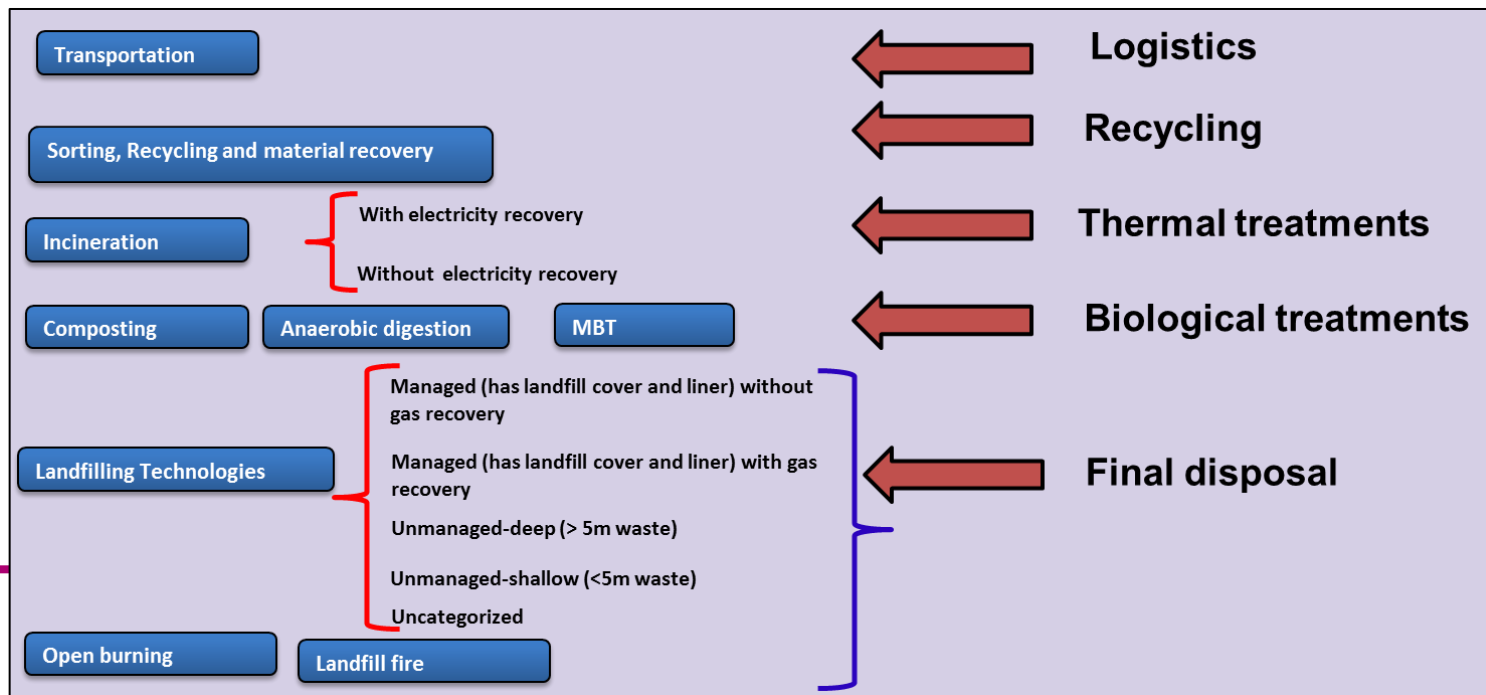 Transportation
Logistics
Sorting, Recycling and material recovery
Recycling
Incineration
With electricity recovery
Without electricity recovery
Thermal treatments
Composting
Anaerobic digestion
MBT
Biological treatments
Landfilling Technologies
Managed (has landfill cover and liner) without
gas recovery
Managed (has landfill cover and liner) with gas
recovery
Unmanaged-deep (> 5m waste)
Unmanaged-shallow (<5m waste)
Uncategorized
Final disposal
Open burning
Landfill fire